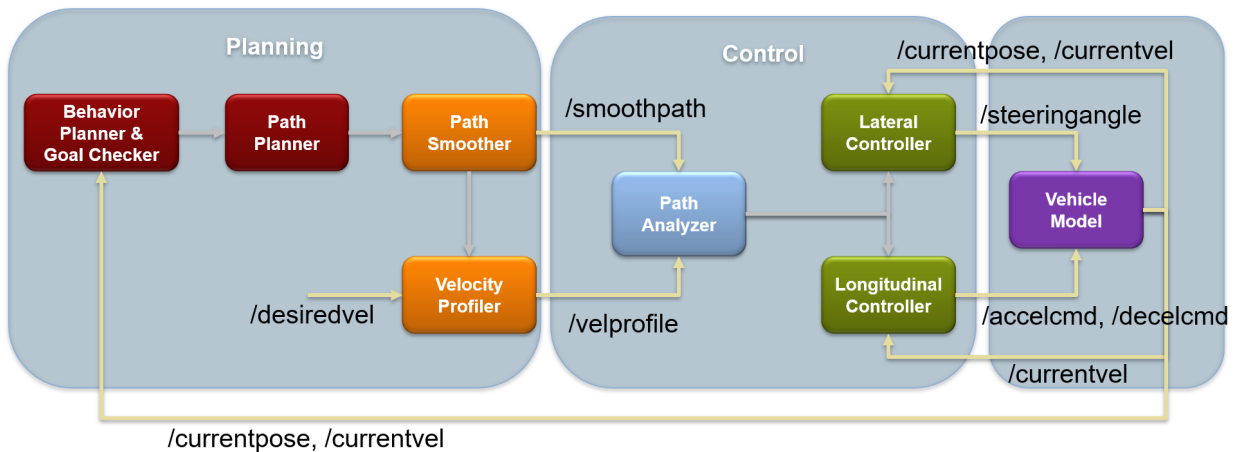 Planning
Control
/currentpose, /currentvel
Behavior
Planner &
Goal Checker
Path
Planner
Path
Smoother
/smoothpath
Lateral
Controller
/steeringangle
Path
Analyzer
Vehicle
Model
/desiredvel
Velocity
Profiler
/velprofile
Longitudinal
Controller
/accelcmd, /decelcmd
/currentvel
/currentpose, /currentvel